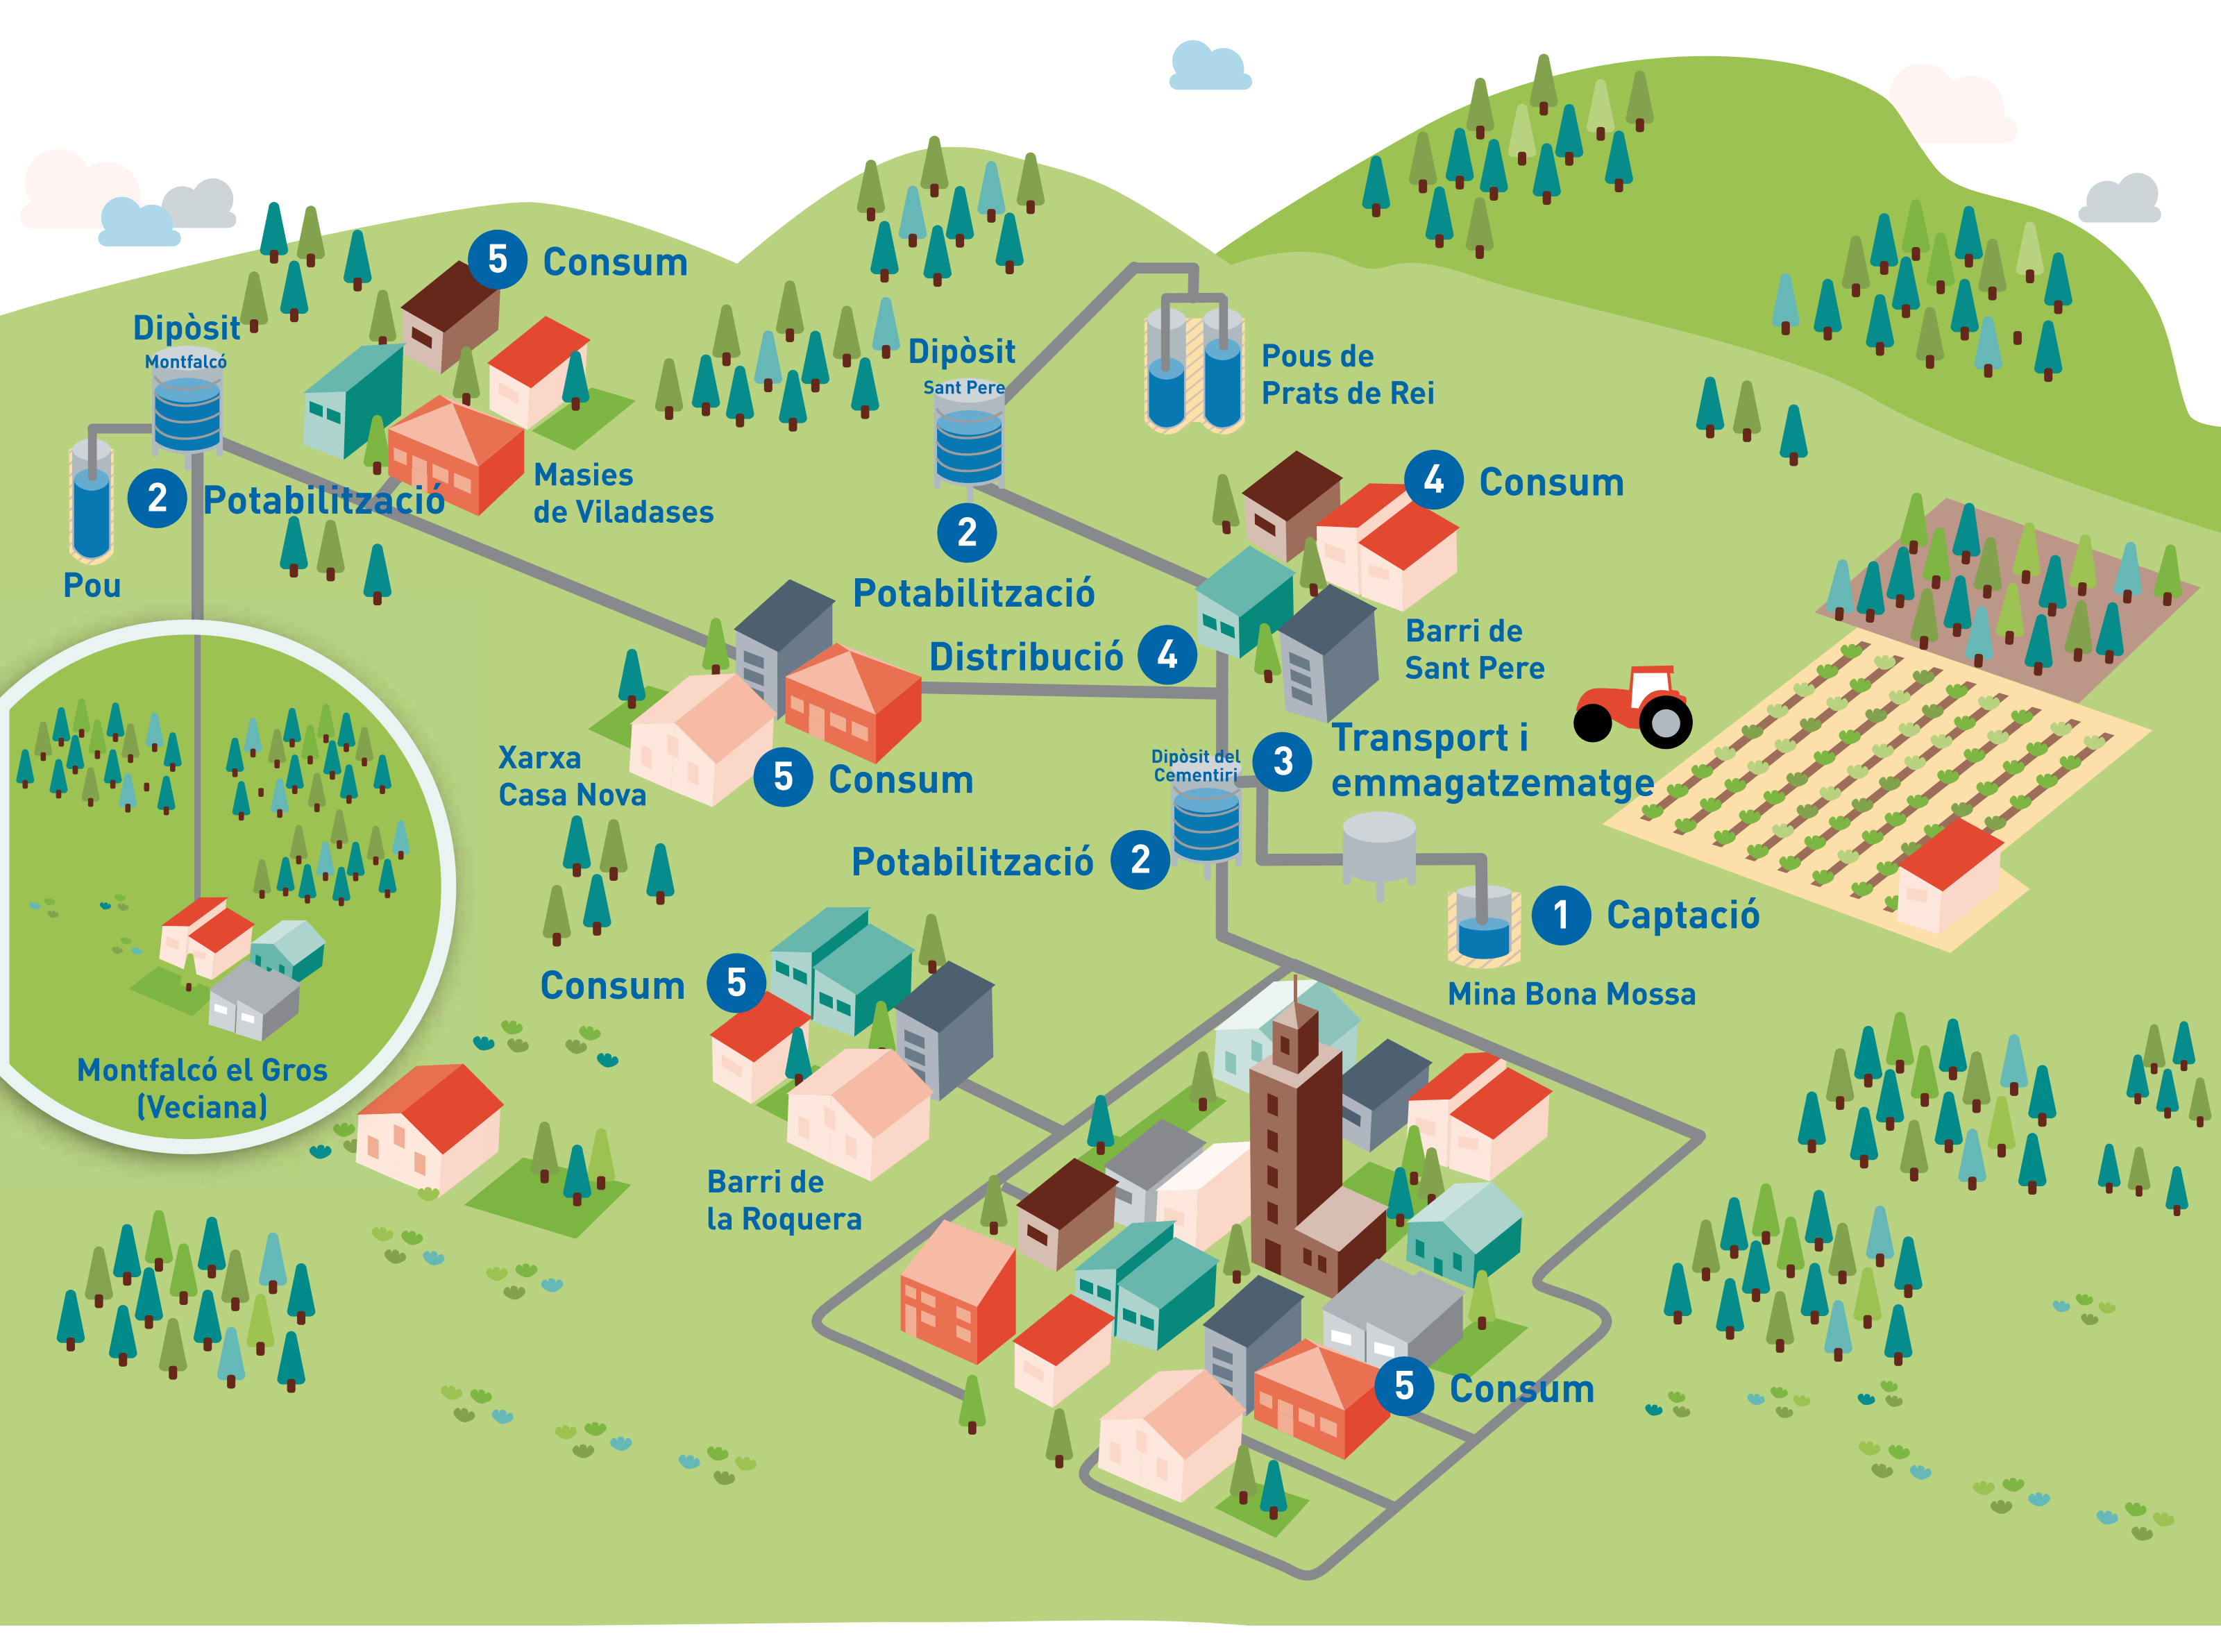 5 Consum
Dipòsit
Montfalcó
Dipòsit
Sant Pere
Pous de
Prats de Rei
2 Potabilització
Masies
de Viladases
4 Consum
2
Potabilització
Pou
Distribució 4
Barri de
Sant Pere
Xarxa
Casa Nova
5 Consum
Dipòsit del
Cementiri
3 Transport i
emmagatzematge
Potabilització 2
1 Captació
Mina Bona Mossa
Consum 5
Montfalcó el Gros
(Veciana)
Barri de
la Roquera
5 Consum